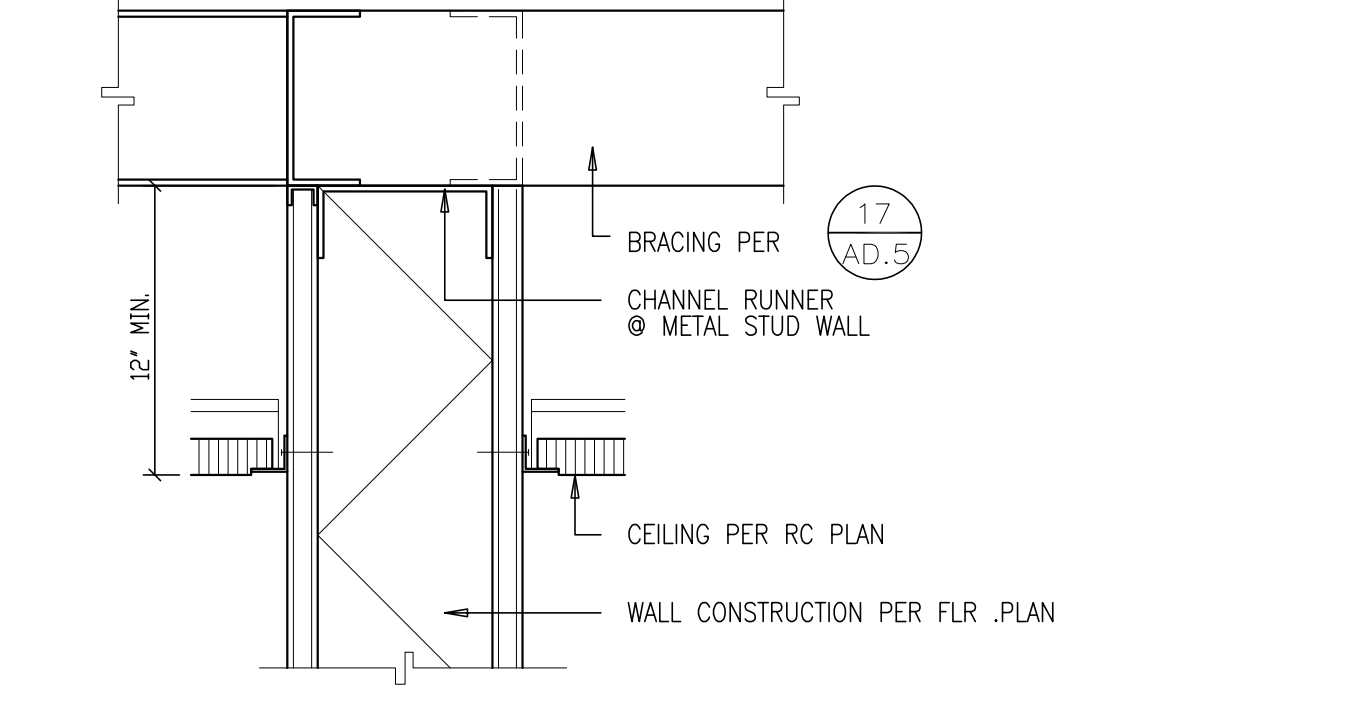 17
BRACING PER
AD.5
CHANNEL RUNNER
@ METAL STUD WALL
12" MIN.
CEILING PER RC PLAN
WALL CONSTRUCTION PER FLR .PLAN